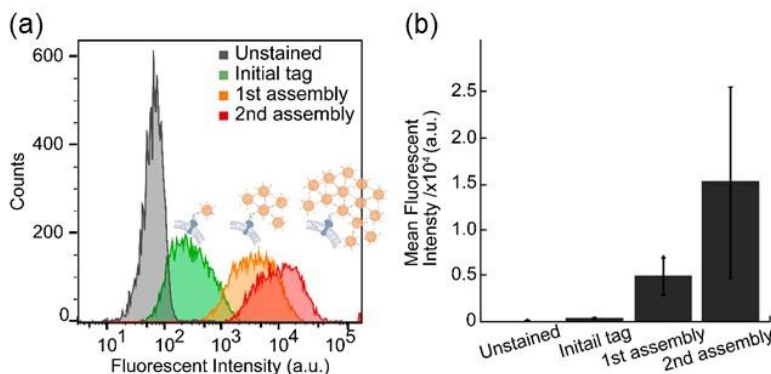 (a)
600
400
200
0
Counts
Unstained
Initial tag
1st assembly
2nd assembly
10^1 10^2 10^3 10^4 10^5
Fluorescent Intensity (a.u.)
(b)
Mean Fluorescent
Intensty /x10^4 (a.u.)
2.5
1.5
1.0
0.5
0
Unstained
Initail tag
1st assembly
2nd assembly